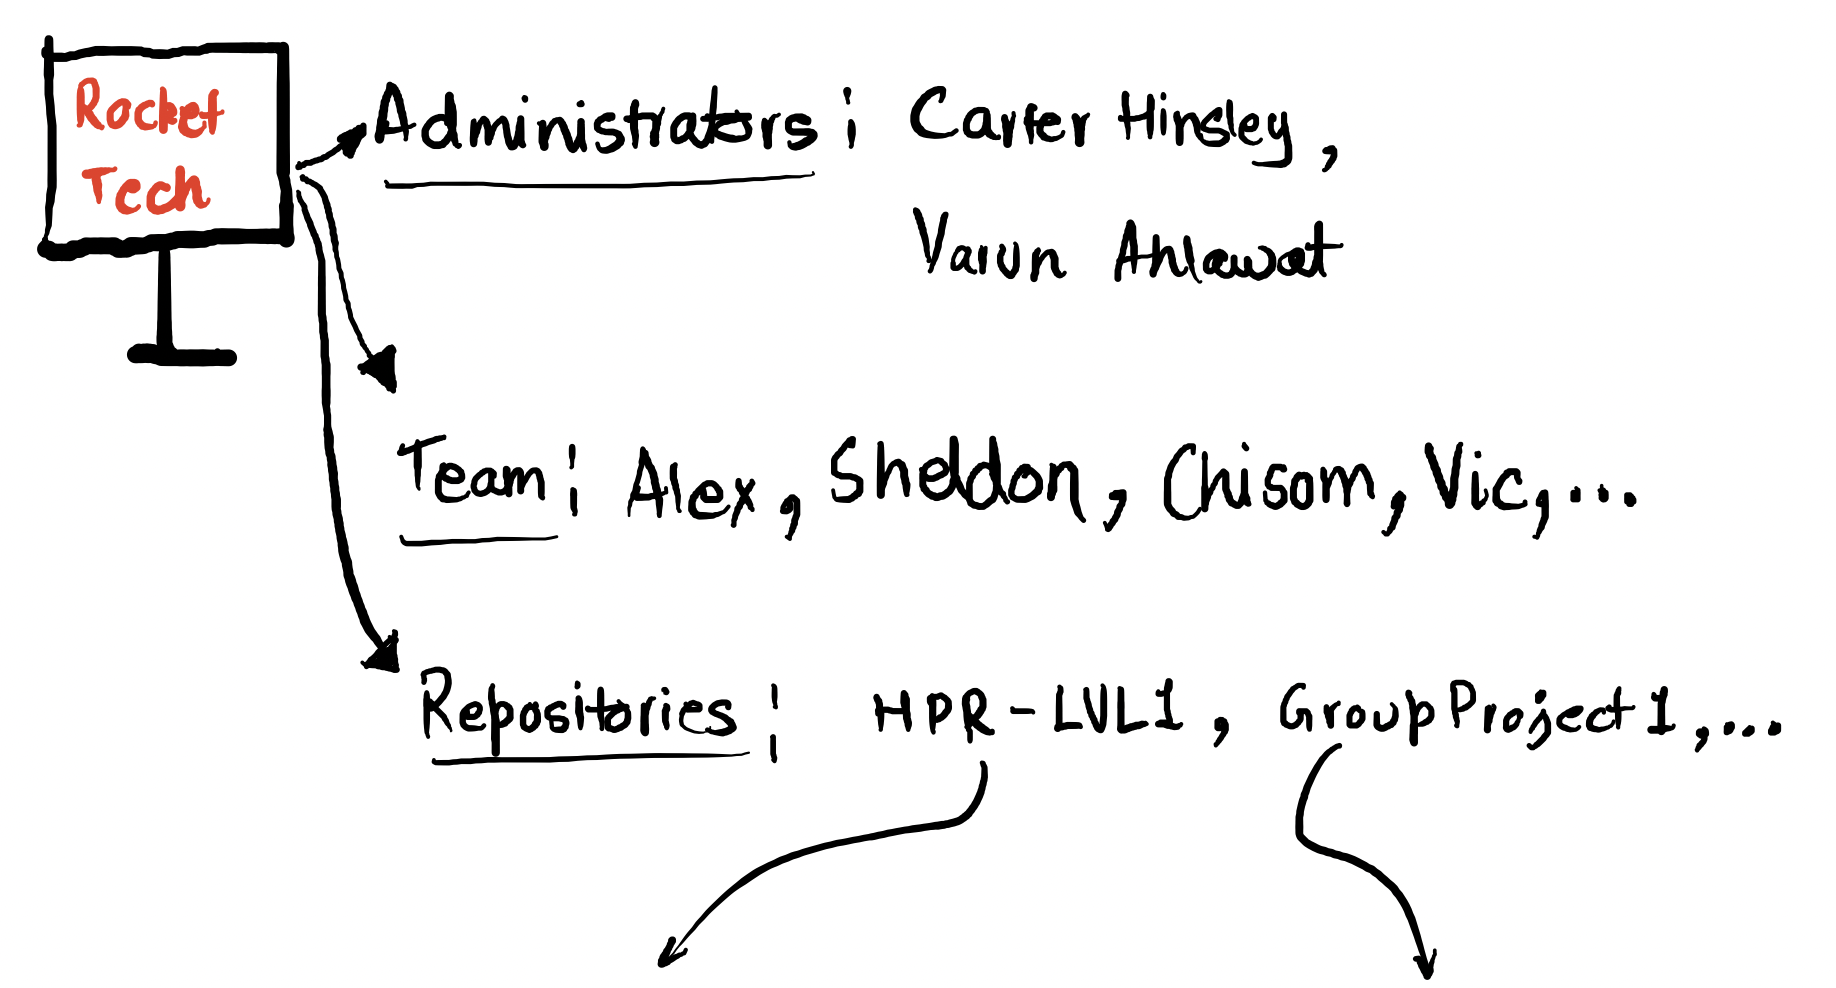 Rocket
Tech
Administrators: Carter Hinsley,
Varun Ahlawat
Team: Alex, Sheldon, Chisom, Vic, ...
Repositories: HPR-LVL1, GroupProject1, ...